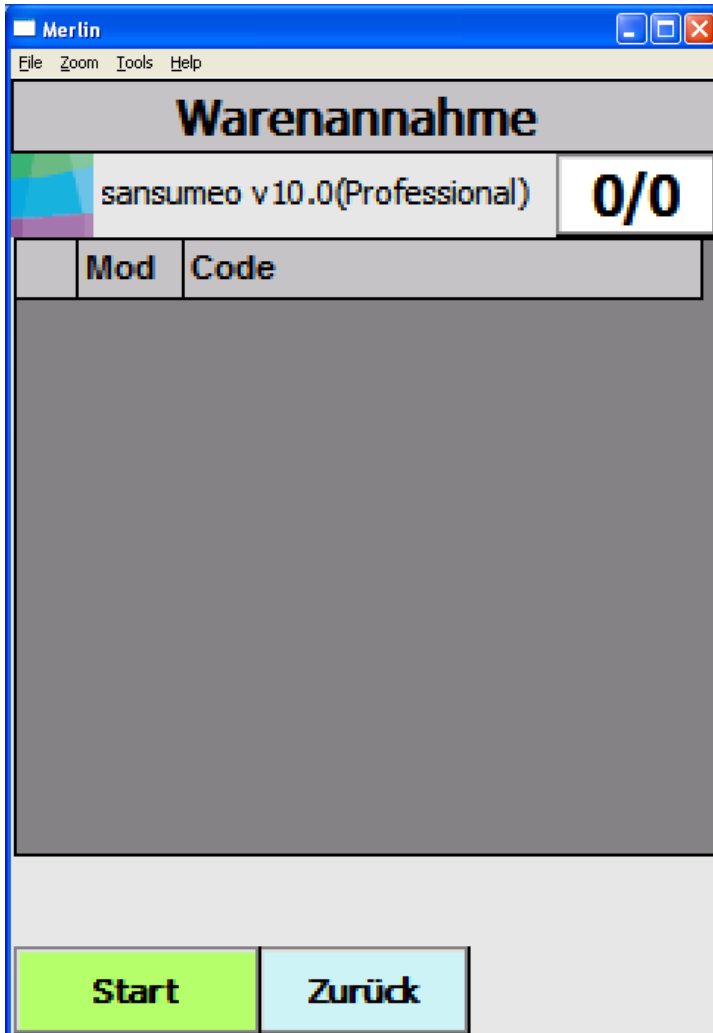 Merlin
File Zoom Tools Help
Warenannahme
sansumeo v10.0(Professional) 0/0
Mod Code
Start Zurück